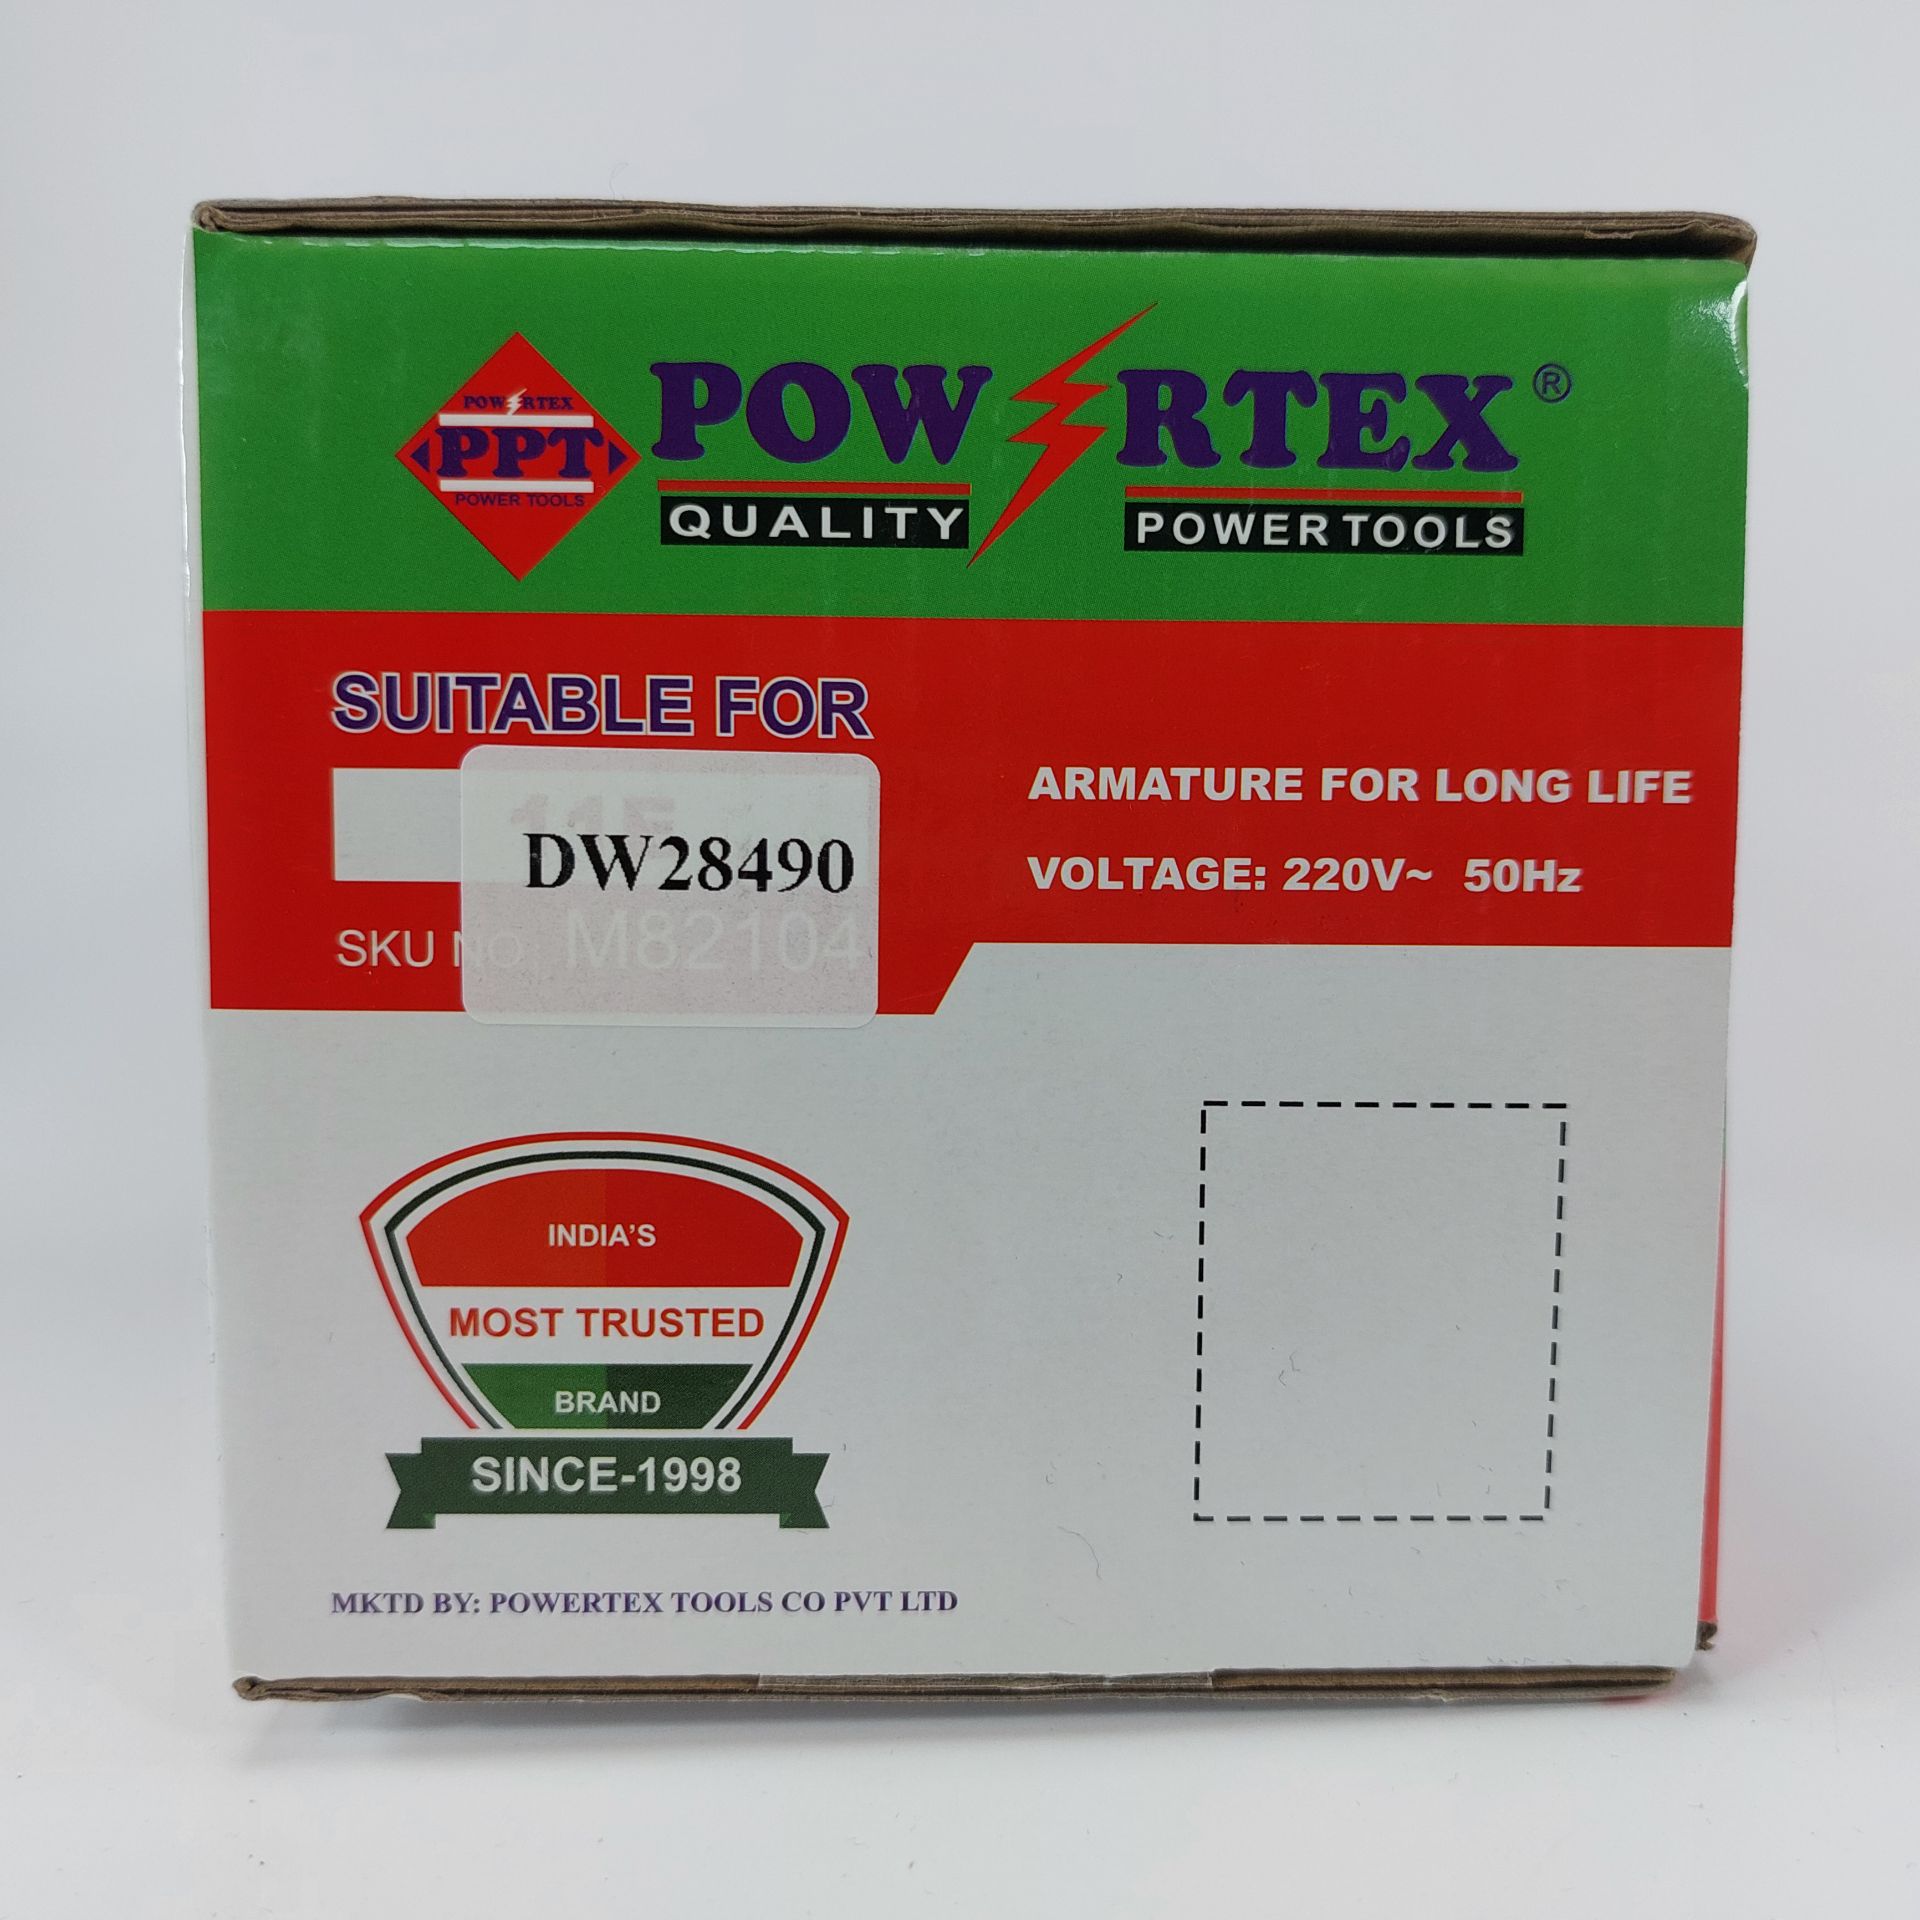 POWERTEX
PPT
POWER TOOLS
POWERTEX®
QUALITY
POWER TOOLS
SUITABLE FOR
DW28490
SKU NO: M82104
ARMATURE FOR LONG LIFE
VOLTAGE: 220V~ 50Hz
INDIA'S
MOST TRUSTED
BRAND
SINCE-1998
MKTD BY: POWERTEX TOOLS CO PVT LTD